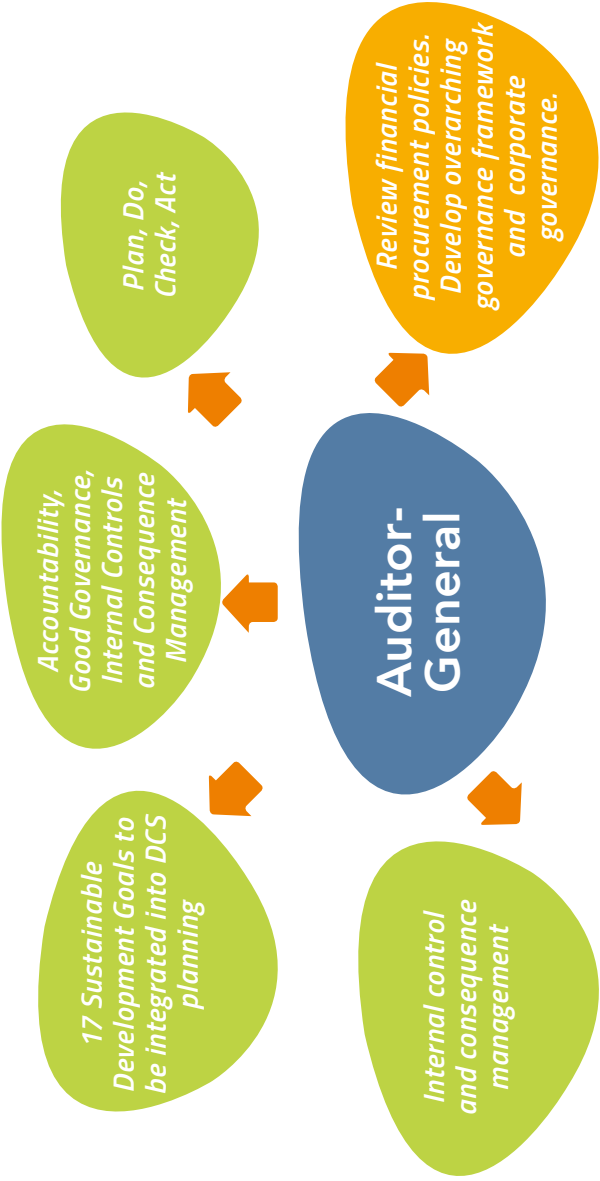 17 Sustainable
Development Goals to
be integrated into DCS
planning
Accountability,
Good Governance,
Internal Controls
and Consequence
Management
Plan, Do,
Check, Act
Internal control
and consequence
management
Auditor-
General
Review financial
procurement policies.
Develop overarching
governance framework
and corporate
governance.